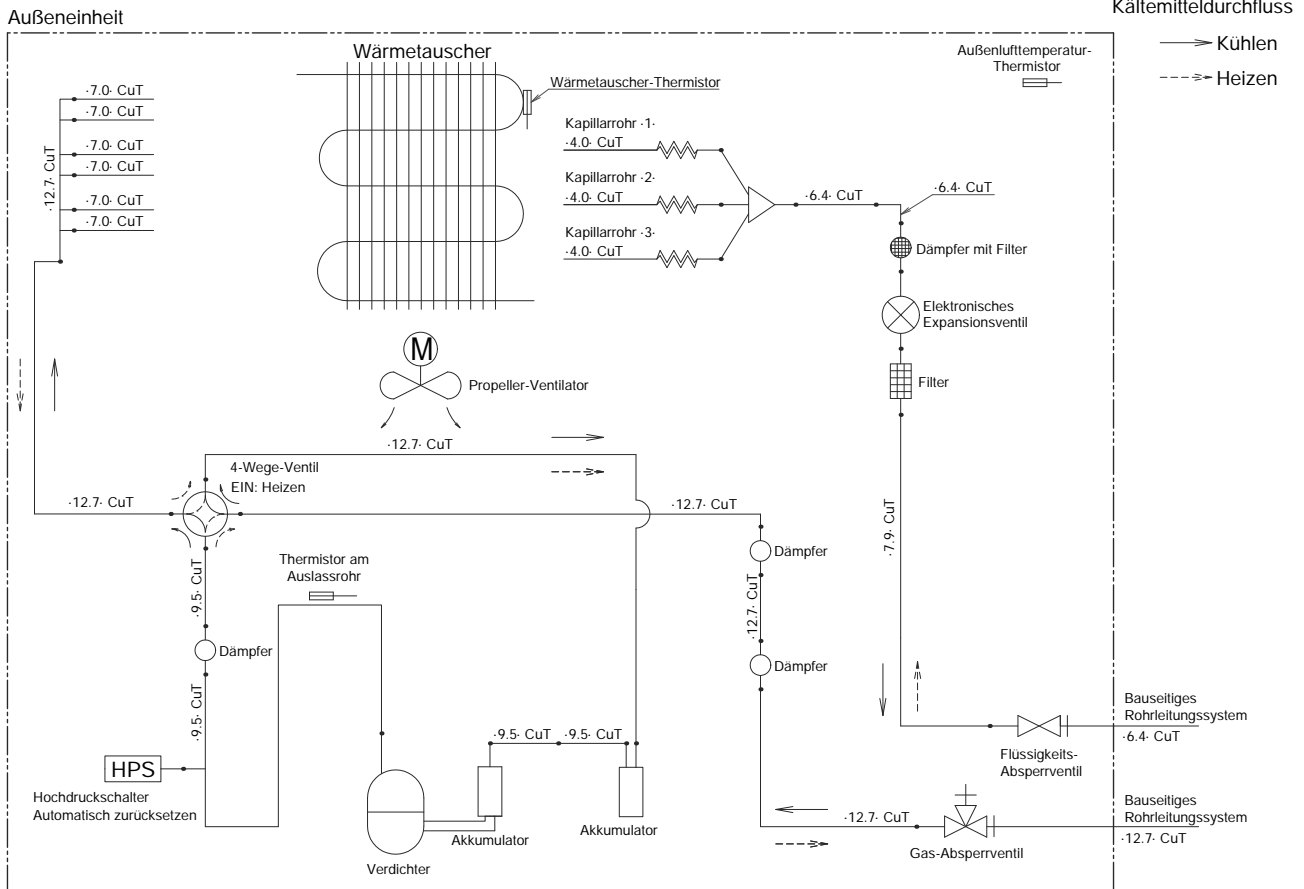 Kältemitteldurchfluss
Außeneinheit
Kühlen
Heizen
Wärmetauscher
Wärmetauscher-Thermistor
Außenlufttemperatur-
Thermistor
·7.0· CuT
·7.0· CuT
·7.0· CuT
·7.0· CuT
·7.0· CuT
·7.0· CuT
·12.7· CuT
Kapillarrohr ·1·
·4.0· CuT
Kapillarrohr ·2·
·4.0· CuT
Kapillarrohr ·3·
·4.0· CuT
·6.4· CuT
·6.4· CuT
Dämpfer mit Filter
Elektronisches
Expansionsventil
Filter
M
Propeller-Ventilator
·12.7· CuT
4-Wege-Ventil
EIN: Heizen
·12.7· CuT
·12.7· CuT
·7.9· CuT
·9.5· CuT
Thermistor am
Auslassrohr
Dämpfer
·12.7· CuT
Dämpfer
Dämpfer
·9.5· CuT
HPS
Hochdruckschalter
Automatisch zurücksetzen
·9.5· CuT
·9.5· CuT
Akkumulator
Akkumulator
Verdichter
Bauseitiges
Rohrleitungssystem
·6.4· CuT
Flüssigkeits-
Absperrventil
·12.7· CuT
Gas-Absperrventil
Bauseitiges
Rohrleitungssystem
·12.7· CuT